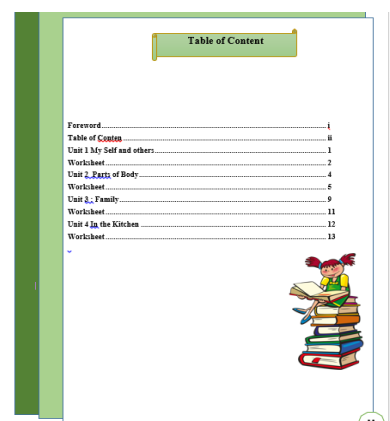 Table of Content
Foreword.......... i
Table of Conten.......... ii
Unit 1 My Self and others.......... 1
Worksheet.......... 2
Unit 2 Parts of Body.......... 4
Worksheet.......... 5
Unit 3 : Family.......... 9
Worksheet.......... 11
Unit 4 In the Kitchen .......... 12
Worksheet.......... 13